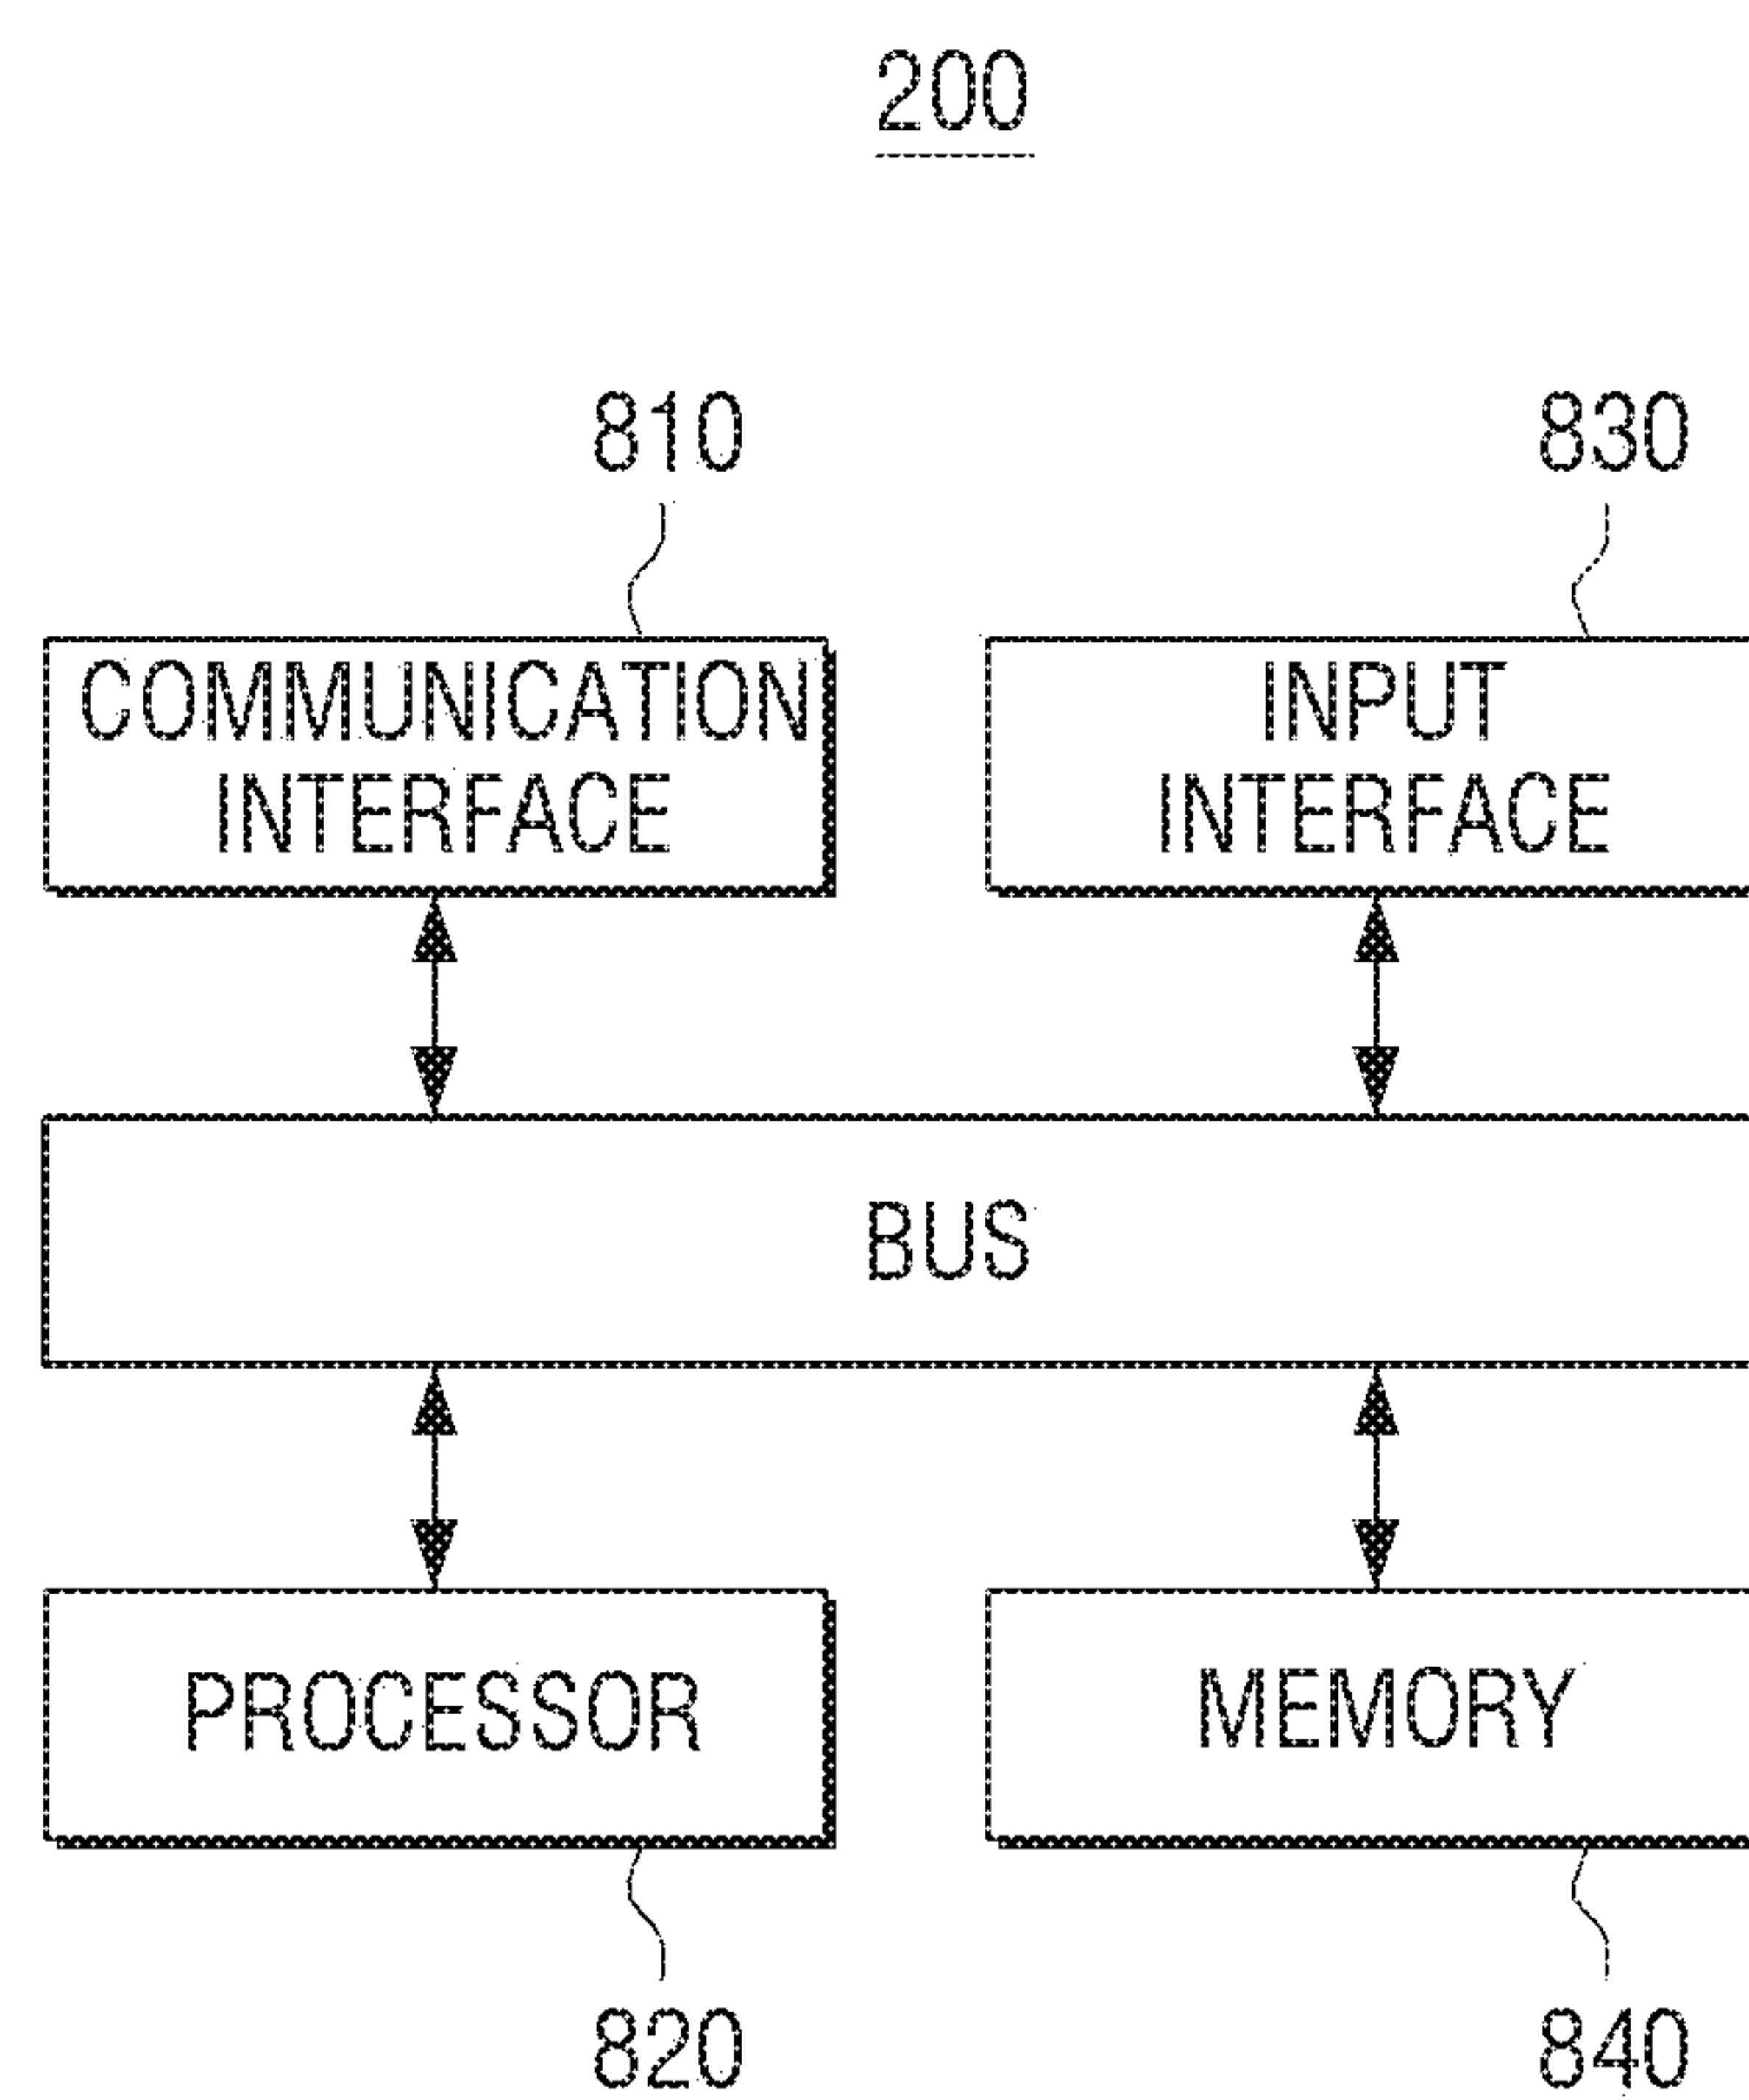 200
810
830
COMMUNICATION
INTERFACE
INPUT
INTERFACE
BUS
PROCESSOR
MEMORY
820
840